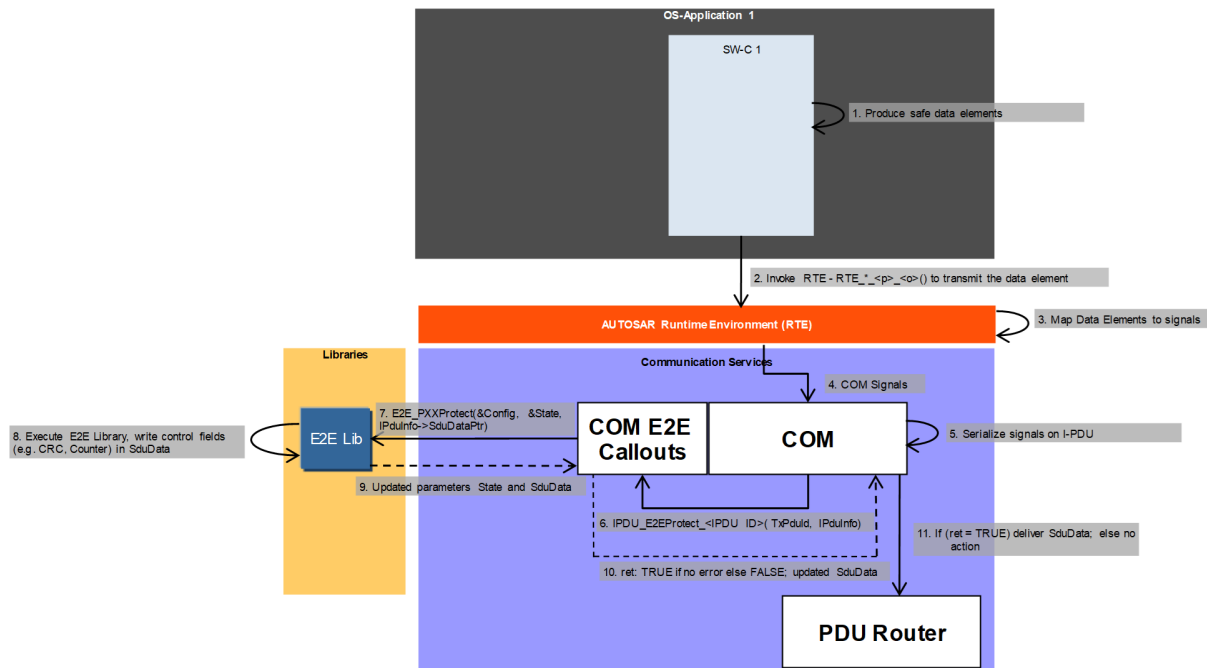 OS-Application 1
SW-C 1
1. Produce safe data elements
2. Invoke RTE - RTE_*_<p>_<o>() to transmit the data element
AUTOSAR Runtime Environment (RTE)
3. Map Data Elements to signals
Libraries
Communication Services
4. COM Signals
7. E2E_PXXProtect(&Config, &State,
IPduInfo->SduDataPtr)
8. Execute E2E Library, write control fields
(e.g. CRC, Counter) in SduData
E2E Lib
COM E2E
Callouts
COM
5. Serialize signals on I-PDU
9. Updated parameters State and SduData
6. IPDU_E2EProtect_<IPDU ID>( TxPduId, IPduInfo)
11. If (ret = TRUE) deliver SduData; else no
action
10. ret: TRUE if no error else FALSE; updated SduData
PDU Router